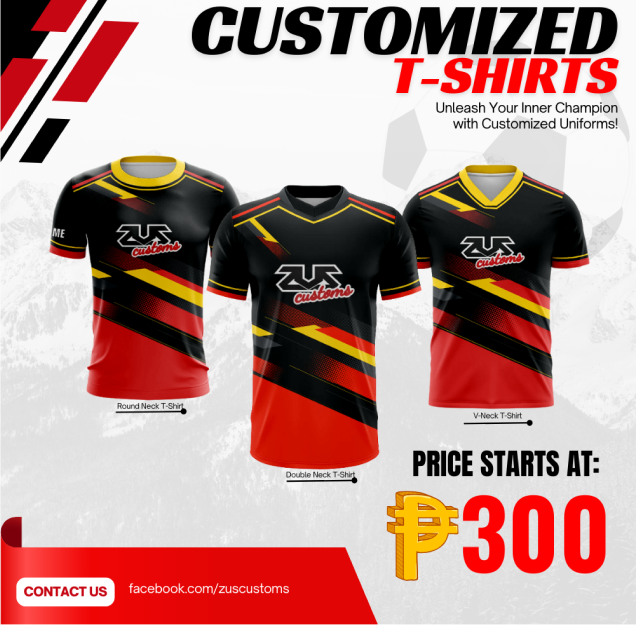 CUSTOMIZED
T-SHIRTS
Unleash Your Inner Champion
with Customized Uniforms!
ME
ZUS
customs
ZUS
customs
ZUS
customs
Round Neck T-Shirt
Double Neck T-Shirt
V-Neck T-Shirt
PRICE STARTS AT:
₱300
CONTACT US
facebook.com/zuscustoms